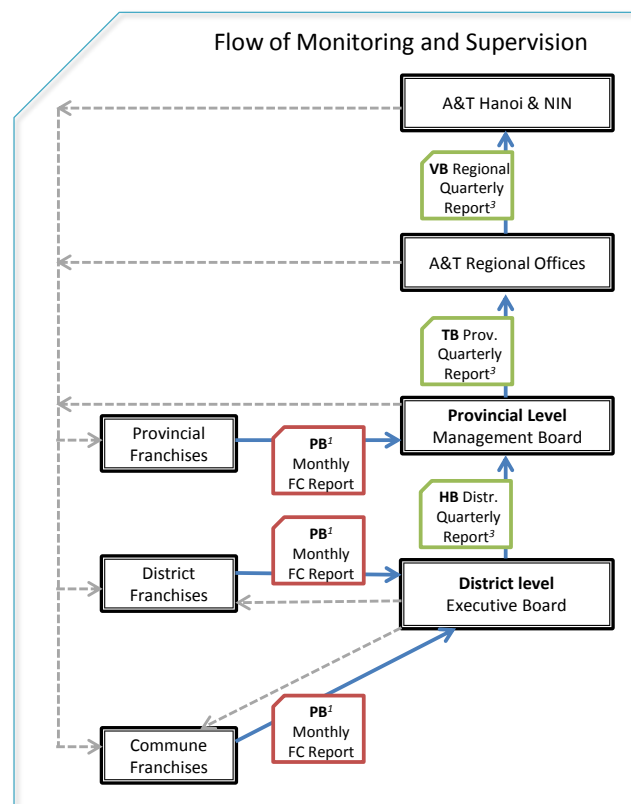 Flow of Monitoring and Supervision
A&T Hanoi & NIN
VB Regional
Quarterly
Report3
A&T Regional Offices
TB Prov.
Quarterly
Report3
Provincial Level
Management Board
Provincial
Franchises
PB1
Monthly
FC Report
HB Distr.
Quarterly
Report3
PB1
Monthly
FC Report
District
Franchises
District level
Executive Board
PB1
Monthly
FC Report
Commune
Franchises